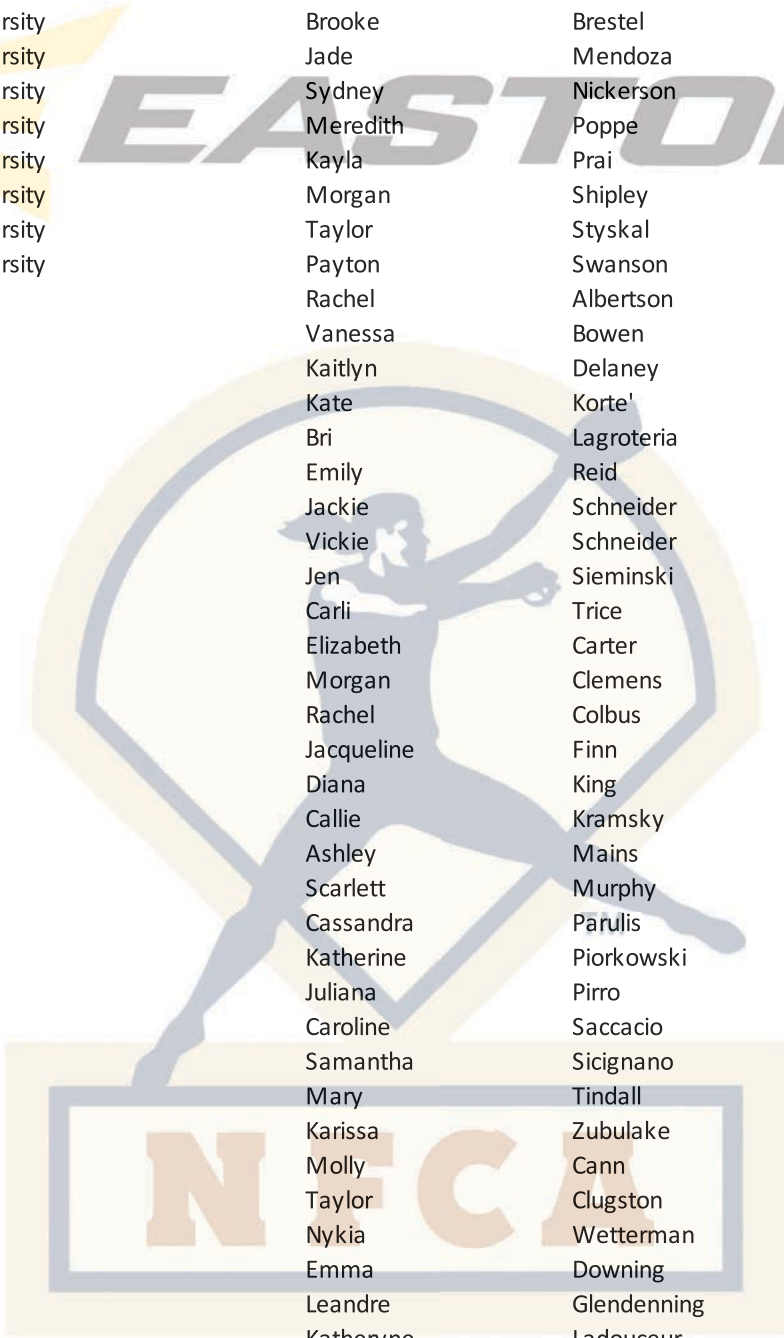 rsity Brooke Brestel
rsity Jade Mendoza
rsity Sydney Nickerson
rsity Meredith Poppe
rsity Kayla Prai
rsity Morgan Shipley
rsity Taylor Styskal
rsity Payton Swanson
Rachel Albertson
Vanessa Bowen
Kaitlyn Delaney
Kate Korte'
Bri Lagroteria
Emily Reid
Jackie Schneider
Vickie Schneider
Jen Sieminski
Carli Trice
Elizabeth Carter
Morgan Clemens
Rachel Colbus
Jacqueline Finn
Diana King
Callie Kramsky
Ashley Mains
Scarlett Murphy
Cassandra Parulis
TM
Katherine Piorkowski
Juliana Pirro
Caroline Saccacio
Samantha Sicignano
Mary Tindall
Karissa Zubulake
Molly Cann
Taylor Clugston
Nykia Wetterman
Emma Downing
Leandre Glendenning
Katheryne Ladouceur
EASTO
NFCA